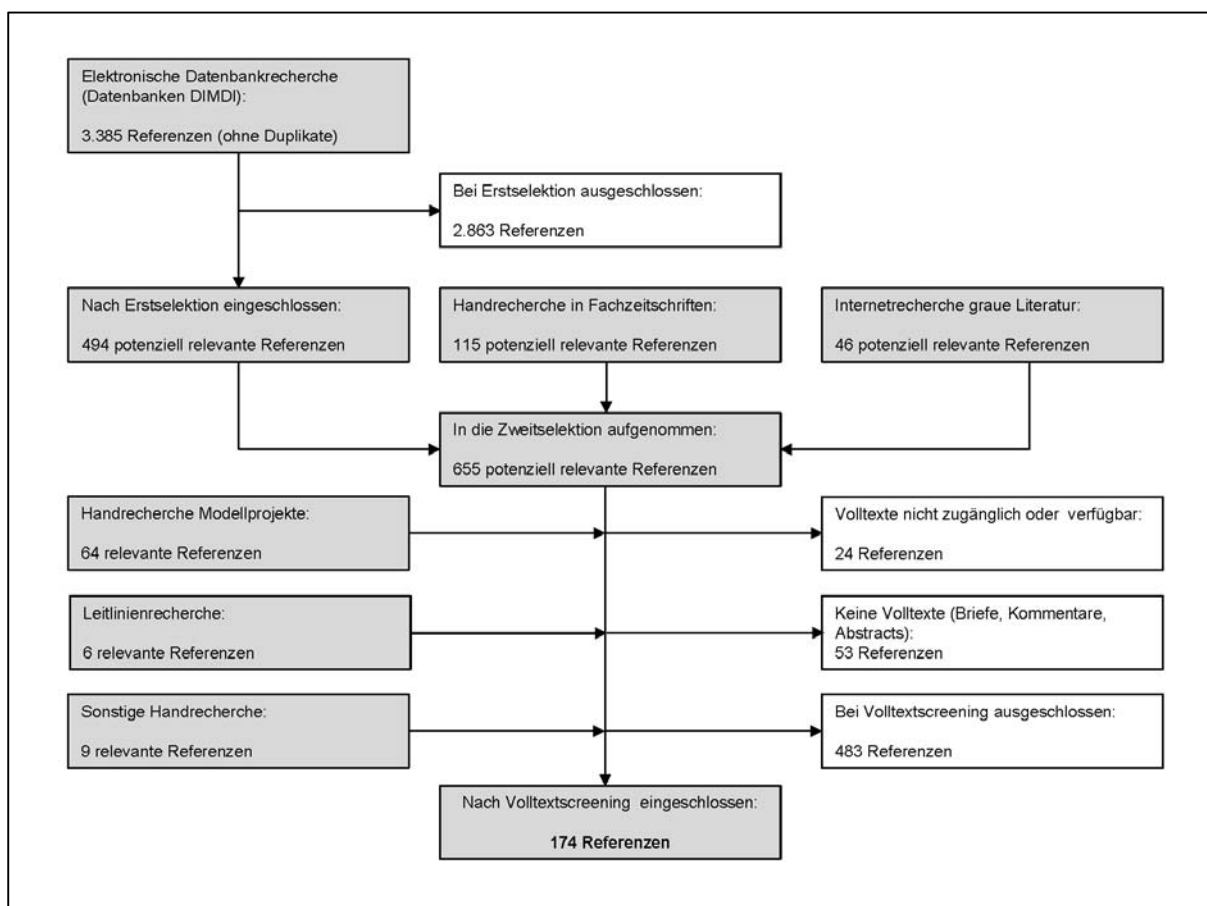 Elektronische Datenbankrecherche
(Datenbanken DIMDI):
3.385 Referenzen (ohne Duplikate)
Bei Erstselektion ausgeschlossen:
2.863 Referenzen
Nach Erstselektion eingeschlossen:
494 potenziell relevante Referenzen
Handrecherche in Fachzeitschriften:
115 potenziell relevante Referenzen
Internetrecherche graue Literatur:
46 potenziell relevante Referenzen
In die Zweitselektion aufgenommen:
655 potenziell relevante Referenzen
Handrecherche Modellprojekte:
64 relevante Referenzen
Volltexte nicht zugänglich oder verfügbar:
24 Referenzen
Leitlinienrecherche:
6 relevante Referenzen
Keine Volltexte (Briefe, Kommentare,
Abstracts):
53 Referenzen
Sonstige Handrecherche:
9 relevante Referenzen
Bei Volltextscreening ausgeschlossen:
483 Referenzen
Nach Volltextscreening eingeschlossen:
174 Referenzen